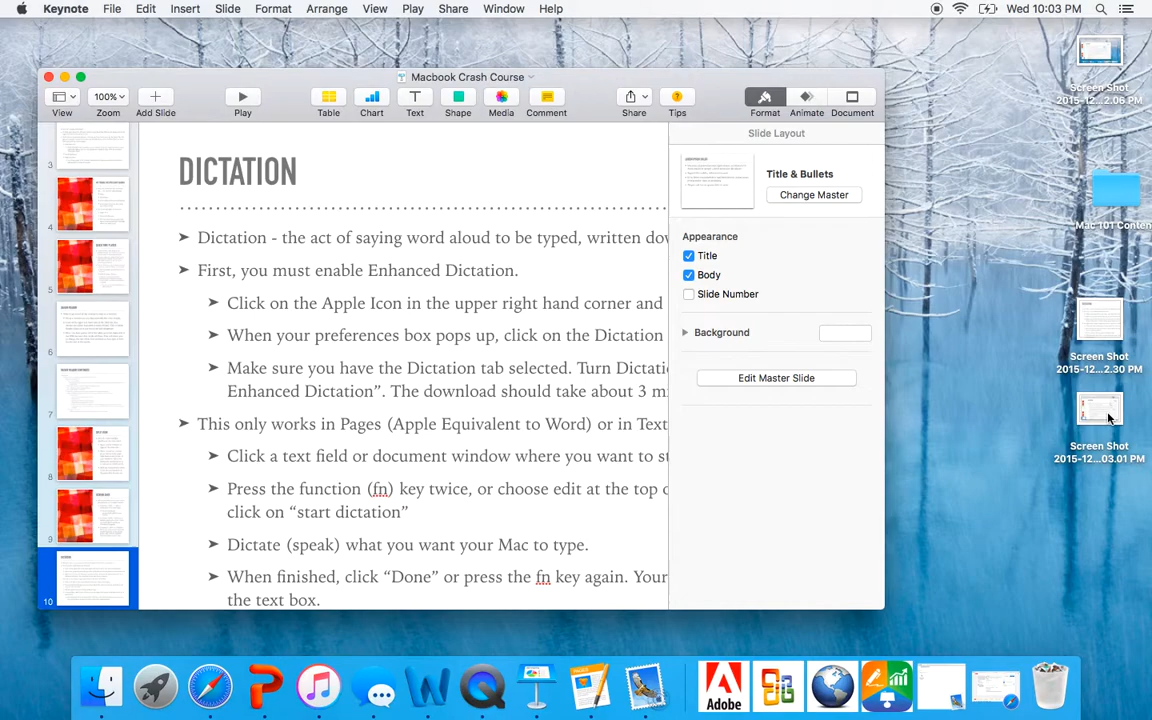 Keynote File Edit Insert Slide Format Arrange View Play Share Window Help Wed 10:03 PM
Macbook Crash Course
100%
View Zoom Add Slide Play Table Chart Text Shape Media Comment Share Tips Format Animate Document
Slide Layout
Title & Bullets
Change Master
Appearance
Title
Body
Slide Number
Background
Edit Master Slide
3
4
5
6
7
8
9
10
DICTATION
➤ Dictation - the act of saying word aloud to be typed, written dow
➤ First, you must enable Enhanced Dictation.
➤ Click on the Apple Icon in the upper right hand corner and
➤ When your preferences box pops up, click on the Dictation
➤ Make sure you have the Dictation tab selected. Turn Dictati
Enhanced Dictation”. The download should take about 3 m
➤ This only works in Pages (Apple Equivalent to Word) or in Text
➤ Click a text field or document window where you want to st
➤ Press the function (fn) key twice, or choose edit at the top o
click on “start dictation”
➤ Dictate (speak) what you want your Mac to type.
➤ When finished, click “Done” or press the fn key again. Your
the text box.
Screen Shot
2015-12...2.06 PM
Mac 101 Conten
Screen Shot
2015-12...2.30 PM
Screen Shot
2015-12...03.01 PM
Adobe